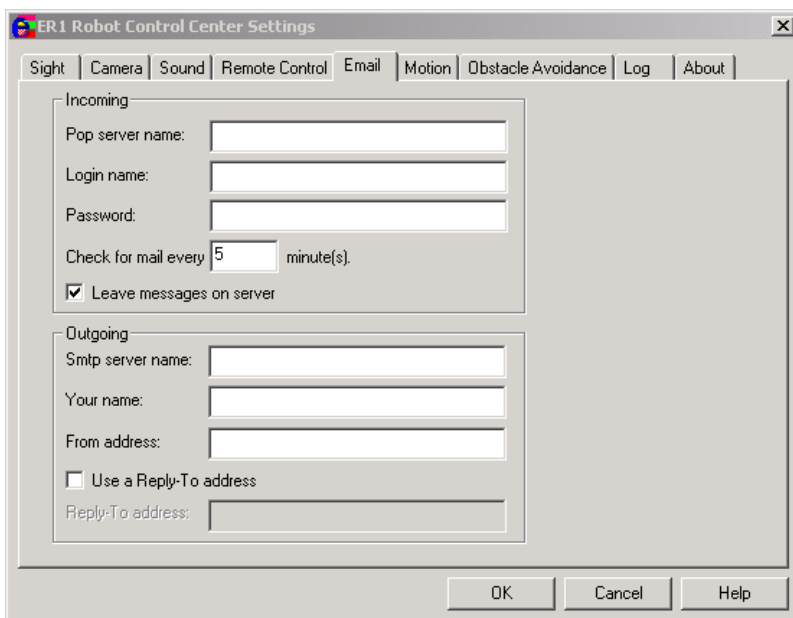 ER1 Robot Control Center Settings
Sight Camera Sound Remote Control Email Motion Obstacle Avoidance Log About
Incoming
Pop server name:
Login name:
Password:
Check for mail every 5 minute(s).
Leave messages on server
Outgoing
Smtp server name:
Your name:
From address:
Use a Reply-To address
Reply-To address:
OK Cancel Help